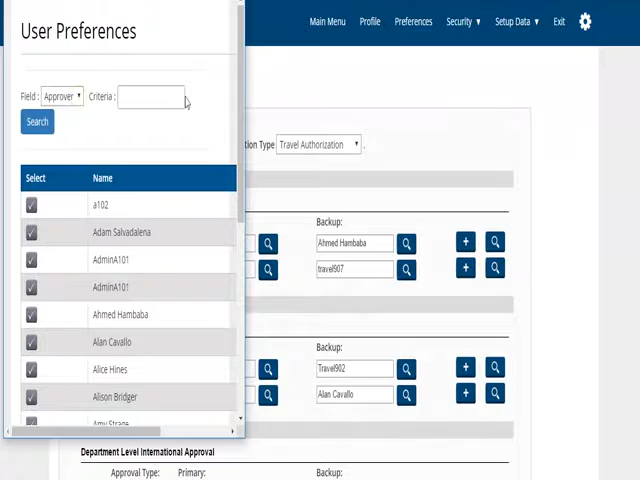 Main Menu Profile Preferences Security ▼ Setup Data ▼ Exit
User Preferences
Field : Approver ▼ Criteria :
Search
Select Name
a102
Adam Salvadalena
AdminA101
AdminA101
Ahmed Hambaba
Alan Cavallo
Alice Hines
Alison Bridger
Amy Strage
Type Travel Authorization ▼ .
Backup:
Ahmed Hambaba
travel907
Backup:
Travel902
Alan Cavallo
Department Level International Approval
Approval Type: Primary: Backup: